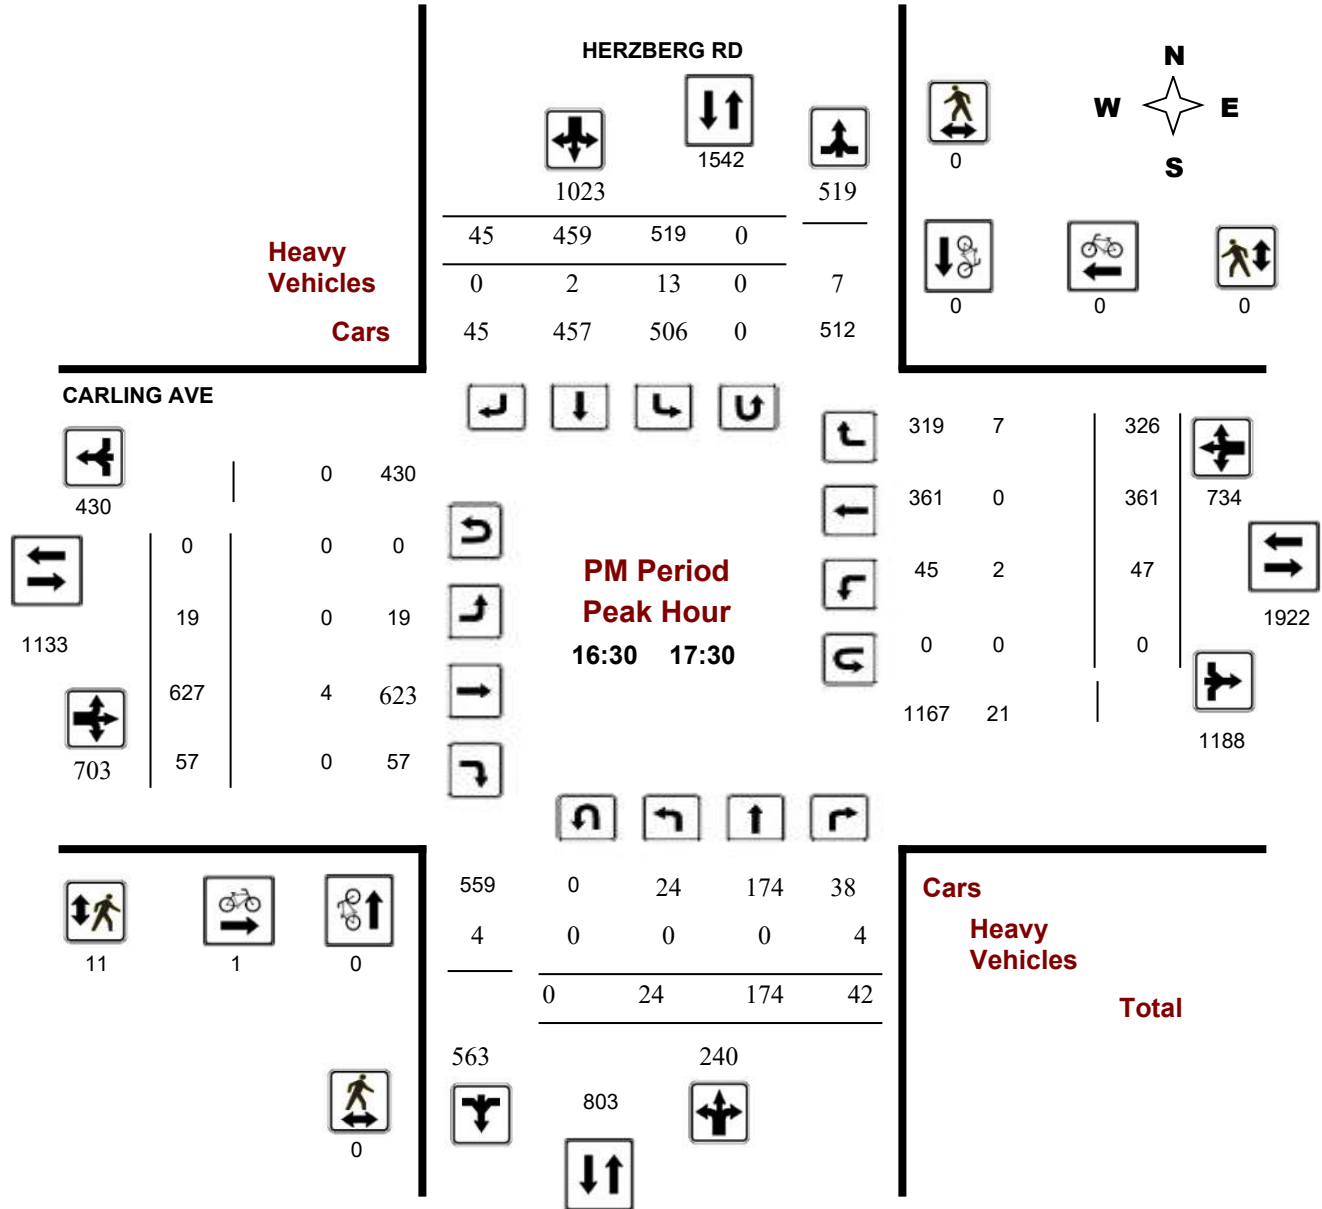 HERZBERG RD
N
W E
S
1542
0
1023
519
45 459 519 0
Heavy
Vehicles
0 2 13 0 7
0 0 0
Cars
45 457 506 0 512
CARLING AVE
319 7 326
0 430
430
361 0 361 734
0 0 0
PM Period
45 2 47
Peak Hour
19 0 19
1922
1133
16:30 17:30
0 0 0
627 4 623
1167 21
1188
703
57 0 57
559 0 24 174 38
Cars
4 0 0 0 4
Heavy
Vehicles
11 1 0
0 24 174 42
Total
563 240
803
0